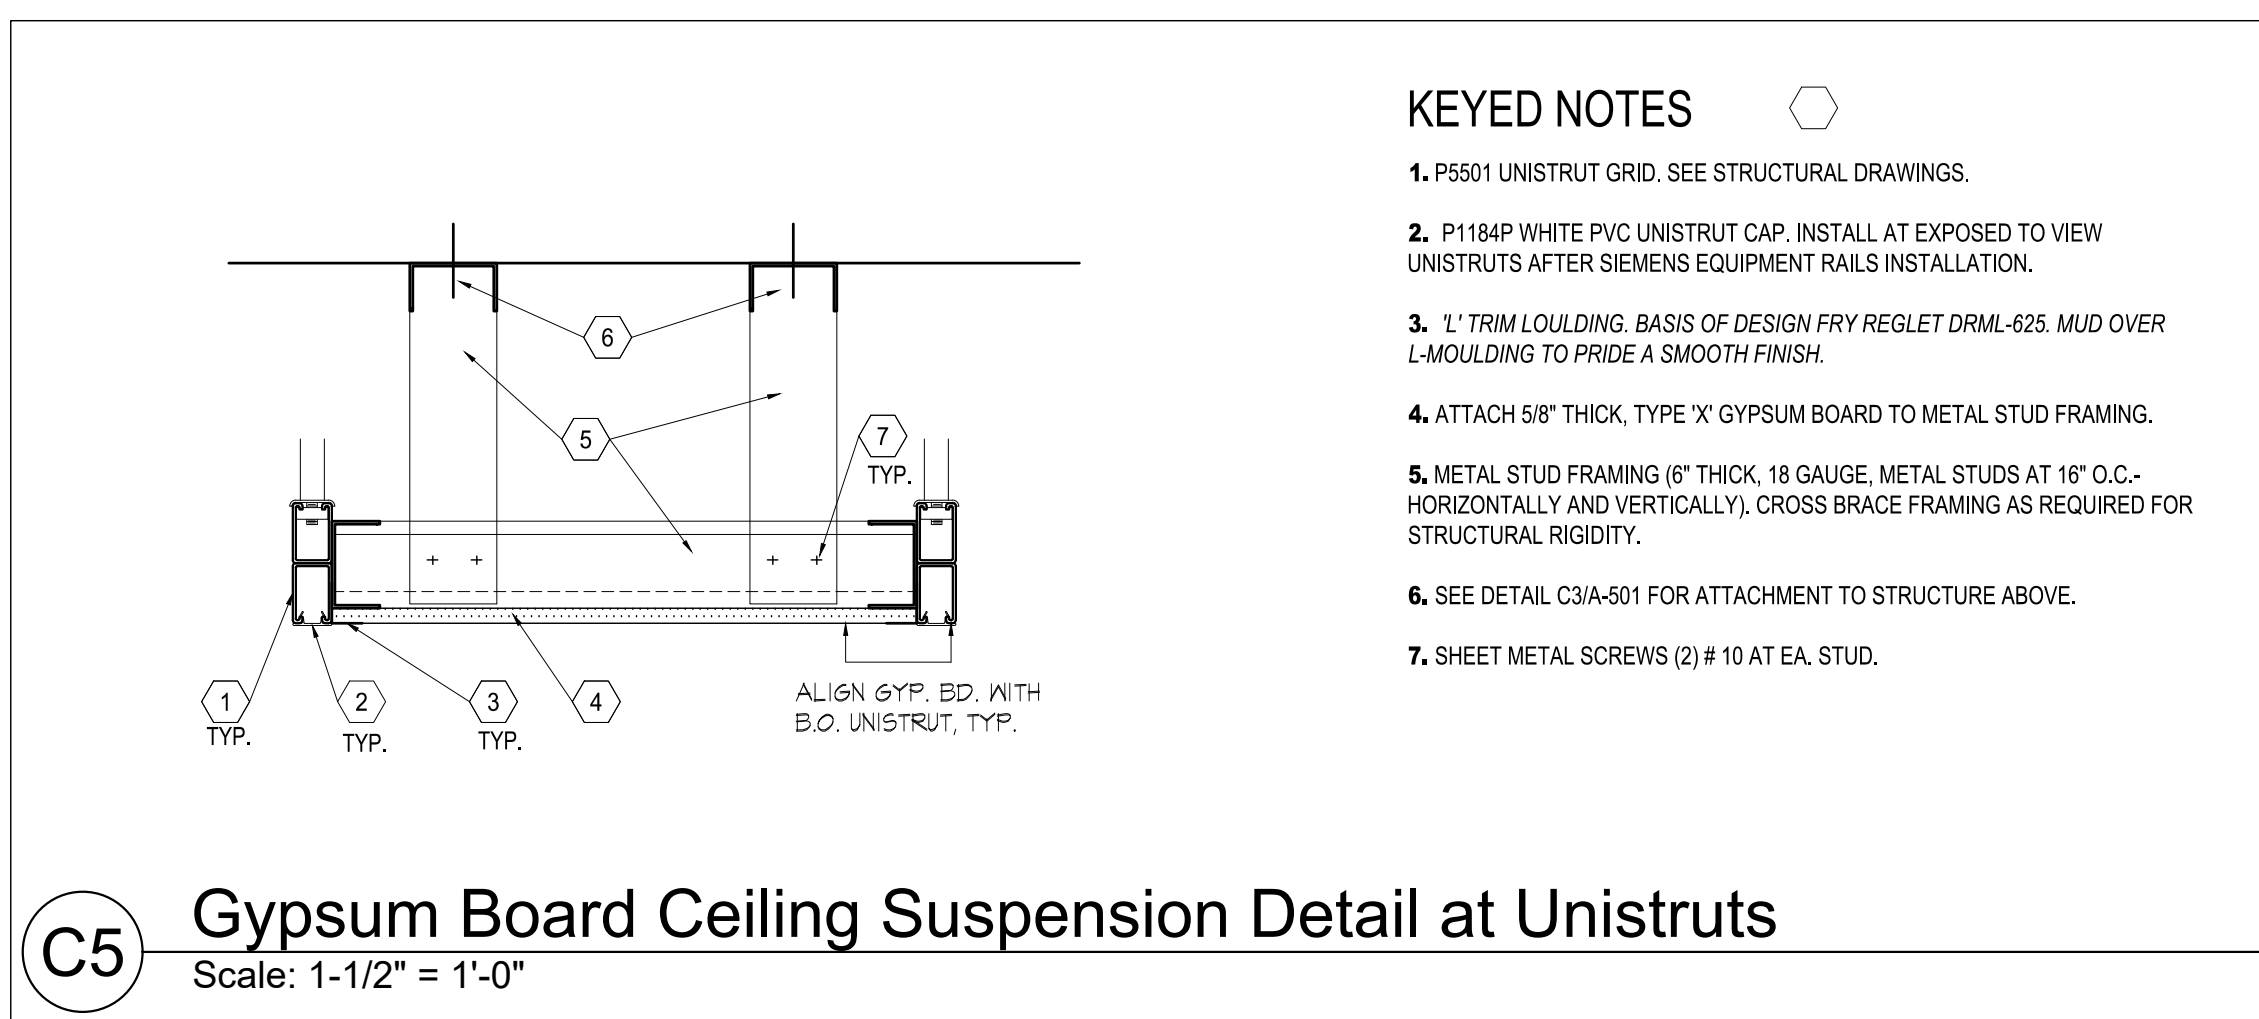 KEYED NOTES
1. P5501 UNISTRUT GRID. SEE STRUCTURAL DRAWINGS.
2. P1184P WHITE PVC UNISTRUT CAP. INSTALL AT EXPOSED TO VIEW
UNISTRUTS AFTER SIEMENS EQUIPMENT RAILS INSTALLATION.
3. 'L' TRIM LOULDING. BASIS OF DESIGN FRY REGLET DRML-625. MUD OVER
L-MOULDING TO PRIDE A SMOOTH FINISH.
4. ATTACH 5/8" THICK, TYPE 'X' GYPSUM BOARD TO METAL STUD FRAMING.
5. METAL STUD FRAMING (6" THICK, 18 GAUGE, METAL STUDS AT 16" O.C.-
HORIZONTALLY AND VERTICALLY). CROSS BRACE FRAMING AS REQUIRED FOR
STRUCTURAL RIGIDITY.
6. SEE DETAIL C3/A-501 FOR ATTACHMENT TO STRUCTURE ABOVE.
7. SHEET METAL SCREWS (2) # 10 AT EA. STUD.
6
5
7
TYP.
1
TYP.
2
TYP.
3
TYP.
4
ALIGN GYP. BD. WITH
B.O. UNISTRUT, TYP.
C5
Gypsum Board Ceiling Suspension Detail at Unistruts
Scale: 1-1/2" = 1'-0"